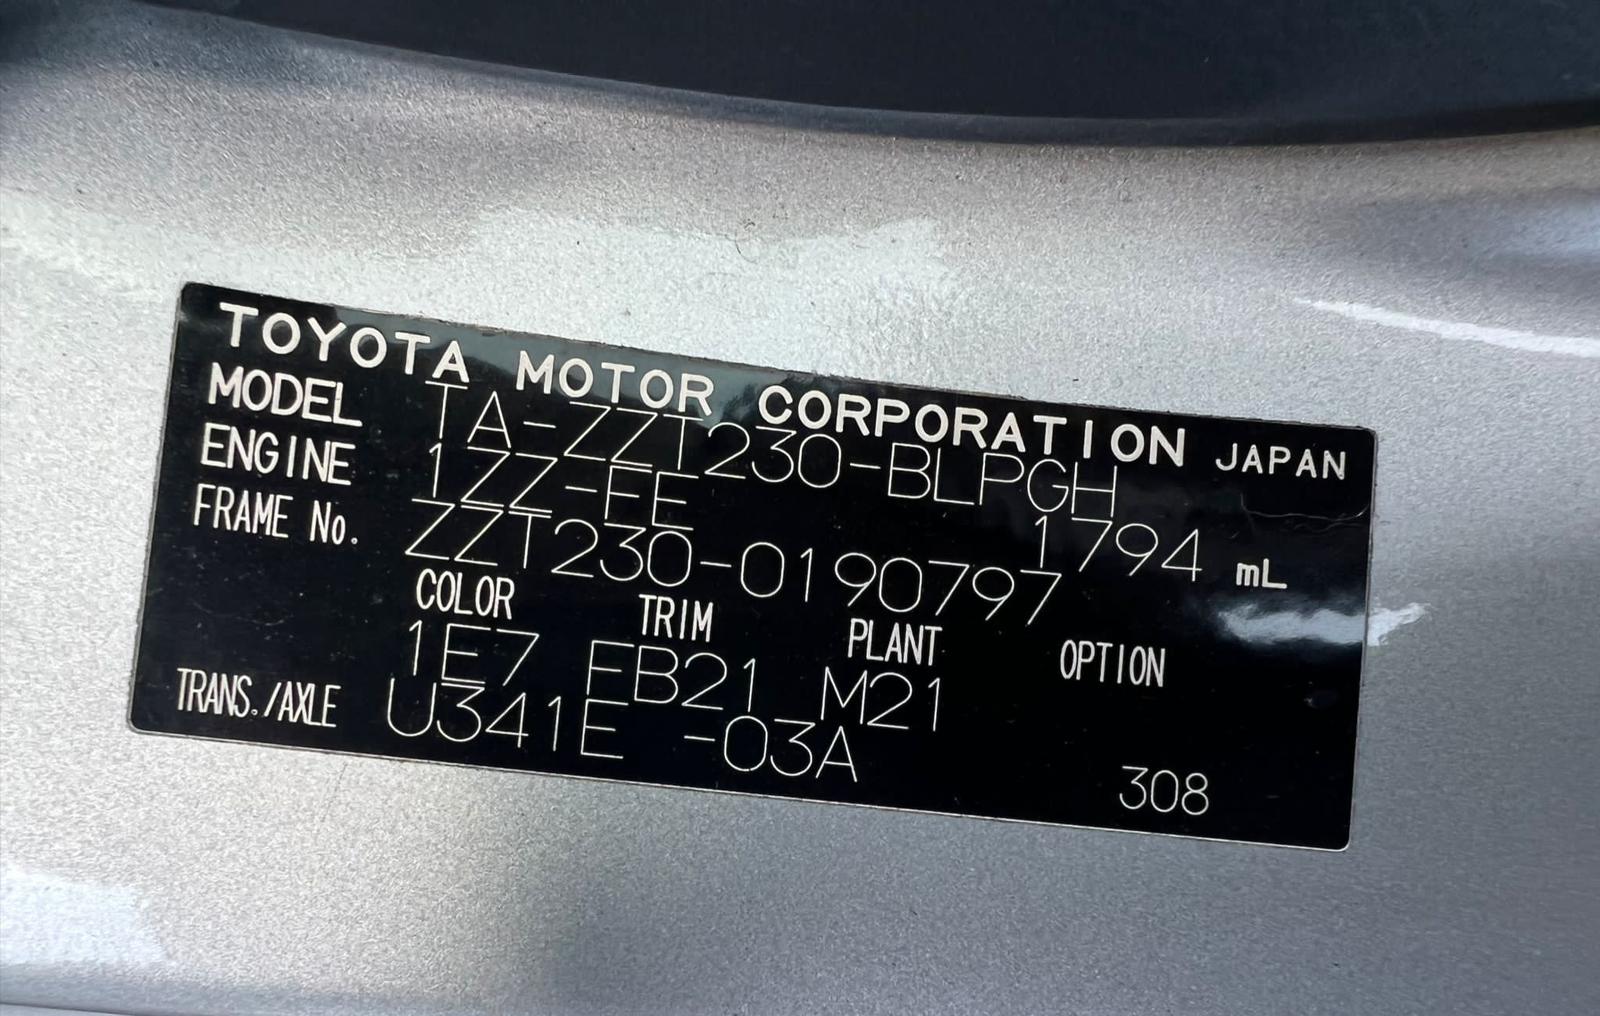 TOYOTA MOTOR CORPORATION JAPAN
MODEL TA-ZZT230-BLPGH
ENGINE 1ZZ-FE 1794 mL
FRAME No. ZZT230-0190797
COLOR TRIM PLANT OPTION
1E7 FB21 M21
TRANS./AXLE U341E -03A
308